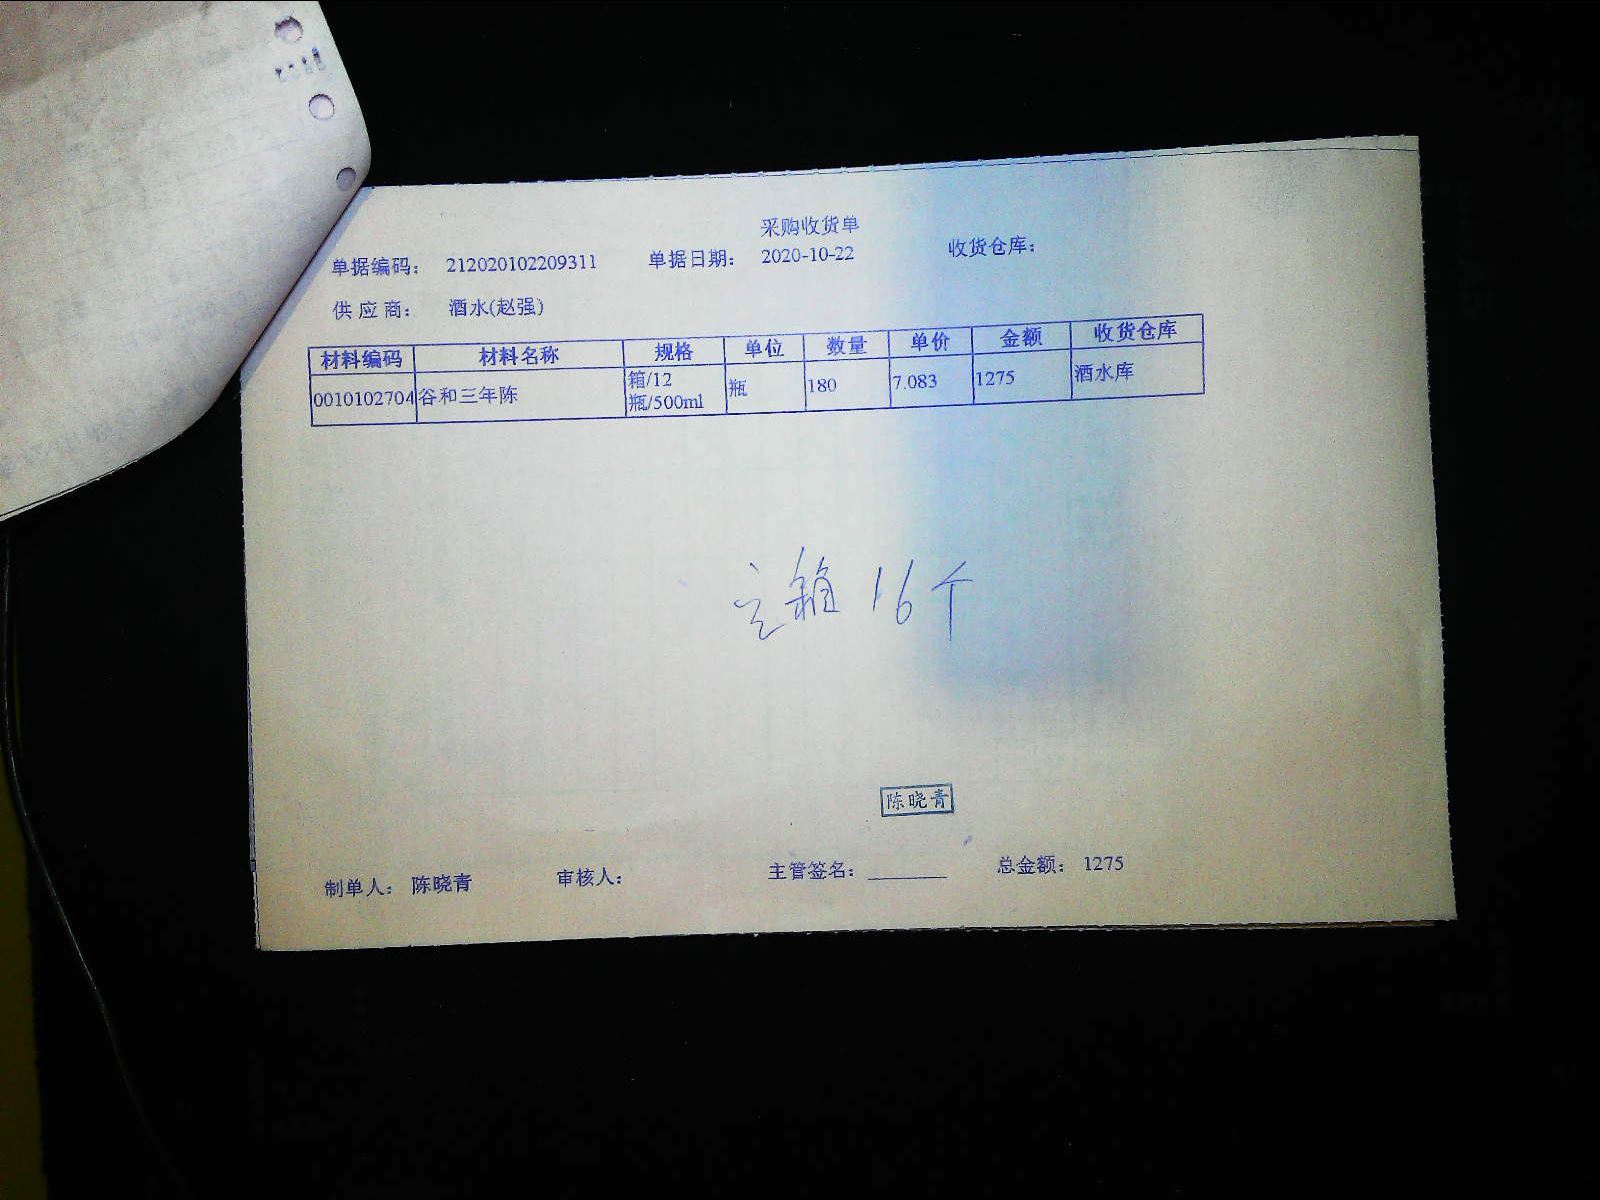 采购收货单
单据编码： 212020102209311 单据日期： 2020-10-22 收货仓库：
供应商： 酒水(赵强)
材料编码 材料名称 规格 单位 数量 单价 金额 收货仓库
0010102704 谷和三年陈 箱/12瓶/500ml 瓶 180 7.083 1275 酒水库
箱 16个
陈晓青
制单人： 陈晓青 审核人： 主管签名： 总金额： 1275